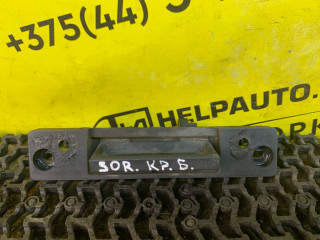 +375(44)
HELPAUTO.
SOR. KP. Б.